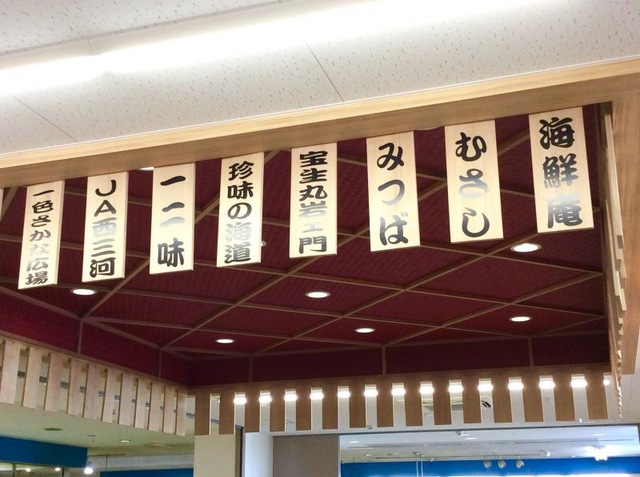 海鮮庵
むさし
みつば
宝生丸岩ェ門
珍味の海道
一二味
JA西三河
一色さかな広場